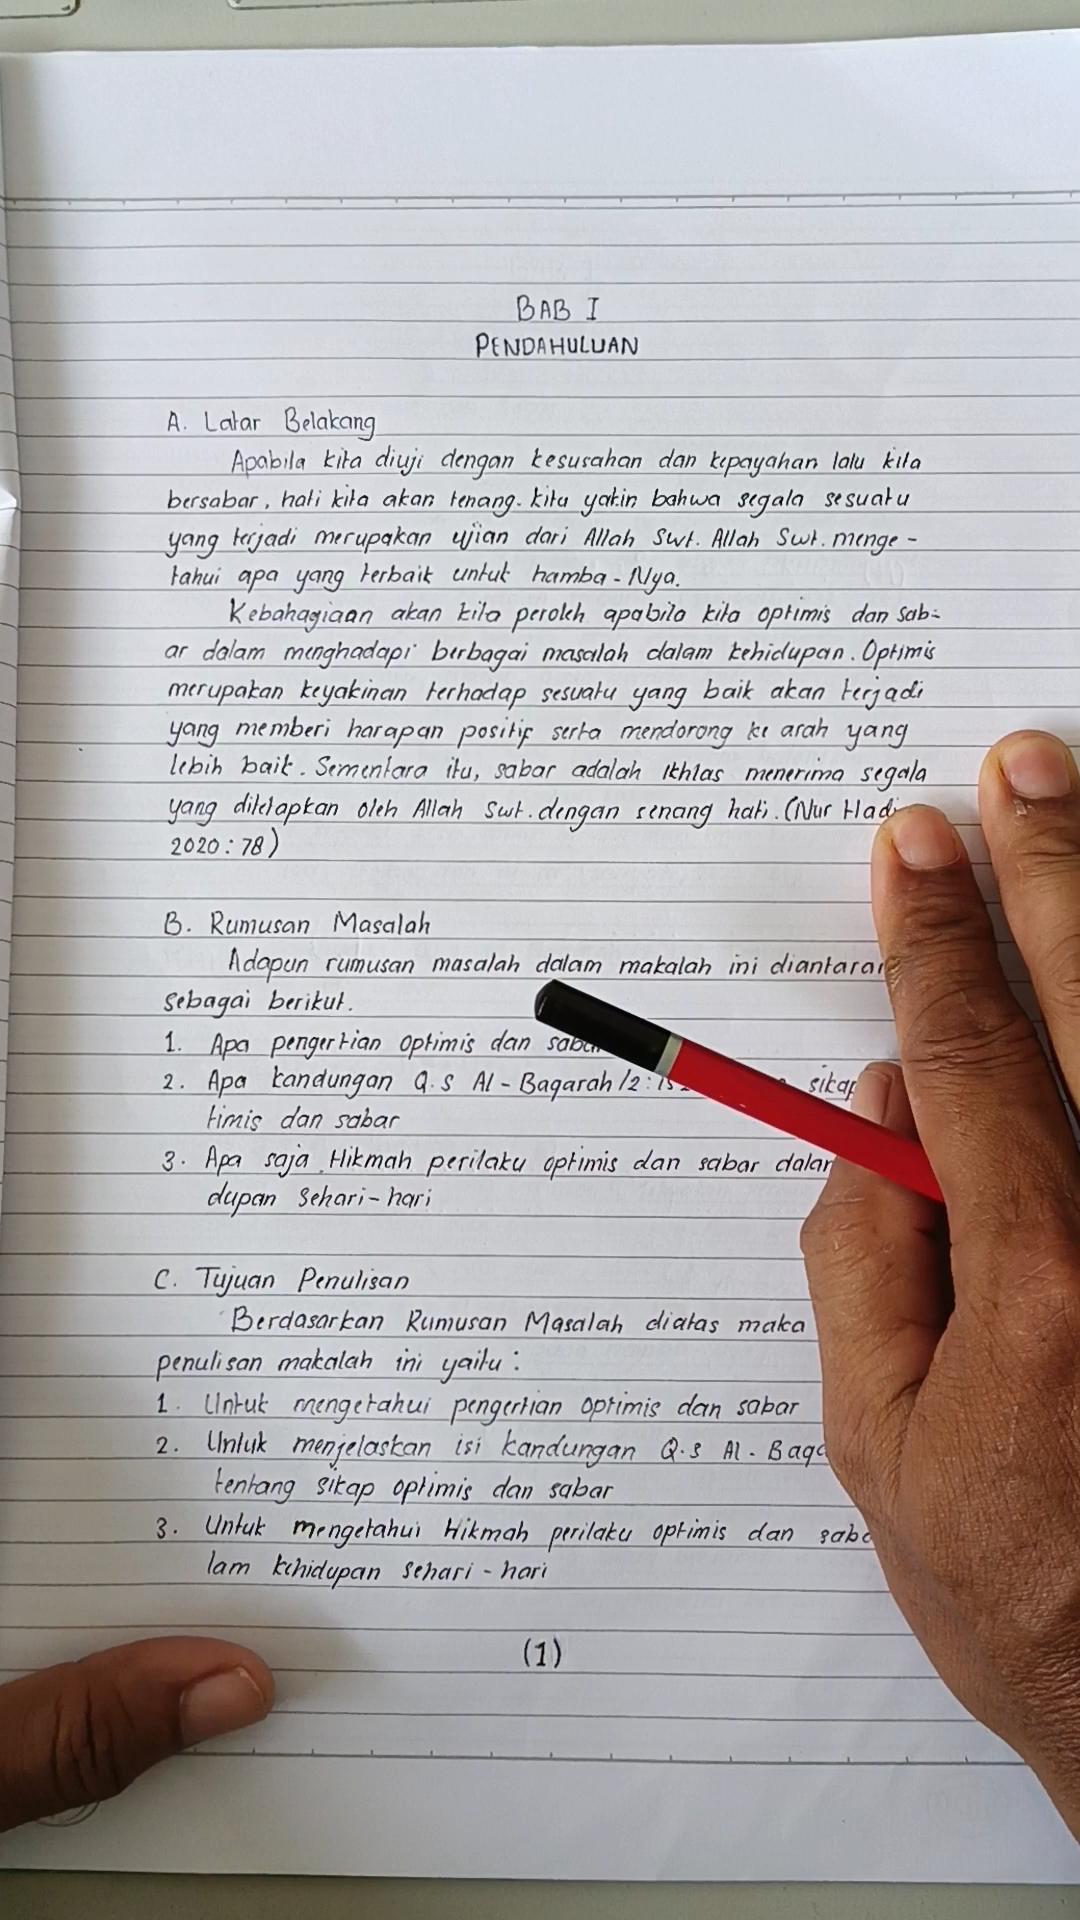 BAB I
PENDAHULUAN
A. Latar Belakang
Apabila kita diuji dengan kesusahan dan kepayahan lalu kita
bersabar, hati kita akan tenang. kita yakin bahwa segala sesuatu
yang terjadi merupakan ujian dari Allah Swt. Allah Swt. menge-
tahui apa yang terbaik untuk hamba-Nya.
Kebahagiaan akan kita peroleh apabila kita optimis dan sab-
ar dalam menghadapi berbagai masalah dalam kehidupan. Optimis
merupakan keyakinan terhadap sesuatu yang baik akan terjadi
yang memberi harapan positif serta mendorong ke arah yang
lebih baik. Sementara itu, sabar adalah ikhlas menerima segala
yang ditetapkan oleh Allah Swt. dengan senang hati. (Nur Hadi
2020: 78)
B. Rumusan Masalah
Adapun rumusan masalah dalam makalah ini
sebagai berikut.
1. Apa pengertian optimis dan
2. Apa kandungan Q.s Al-Baqarah/2: sikap
timis dan sabar
3. Apa saja Hikmah perilaku optimis dan sabar
dupan sehari-hari
C. Tujuan Penulisan
Berdasarkan Rumusan Masalah diatas maka
penulisan makalah ini yaitu:
1. Untuk mengetahui pengertian optimis dan sabar
2. Untuk menjelaskan isi kandungan Q.s Al-
tentang sikap optimis dan sabar
3. Untuk mengetahui Hikmah perilaku optimis dan
lam kehidupan sehari-hari
(1)